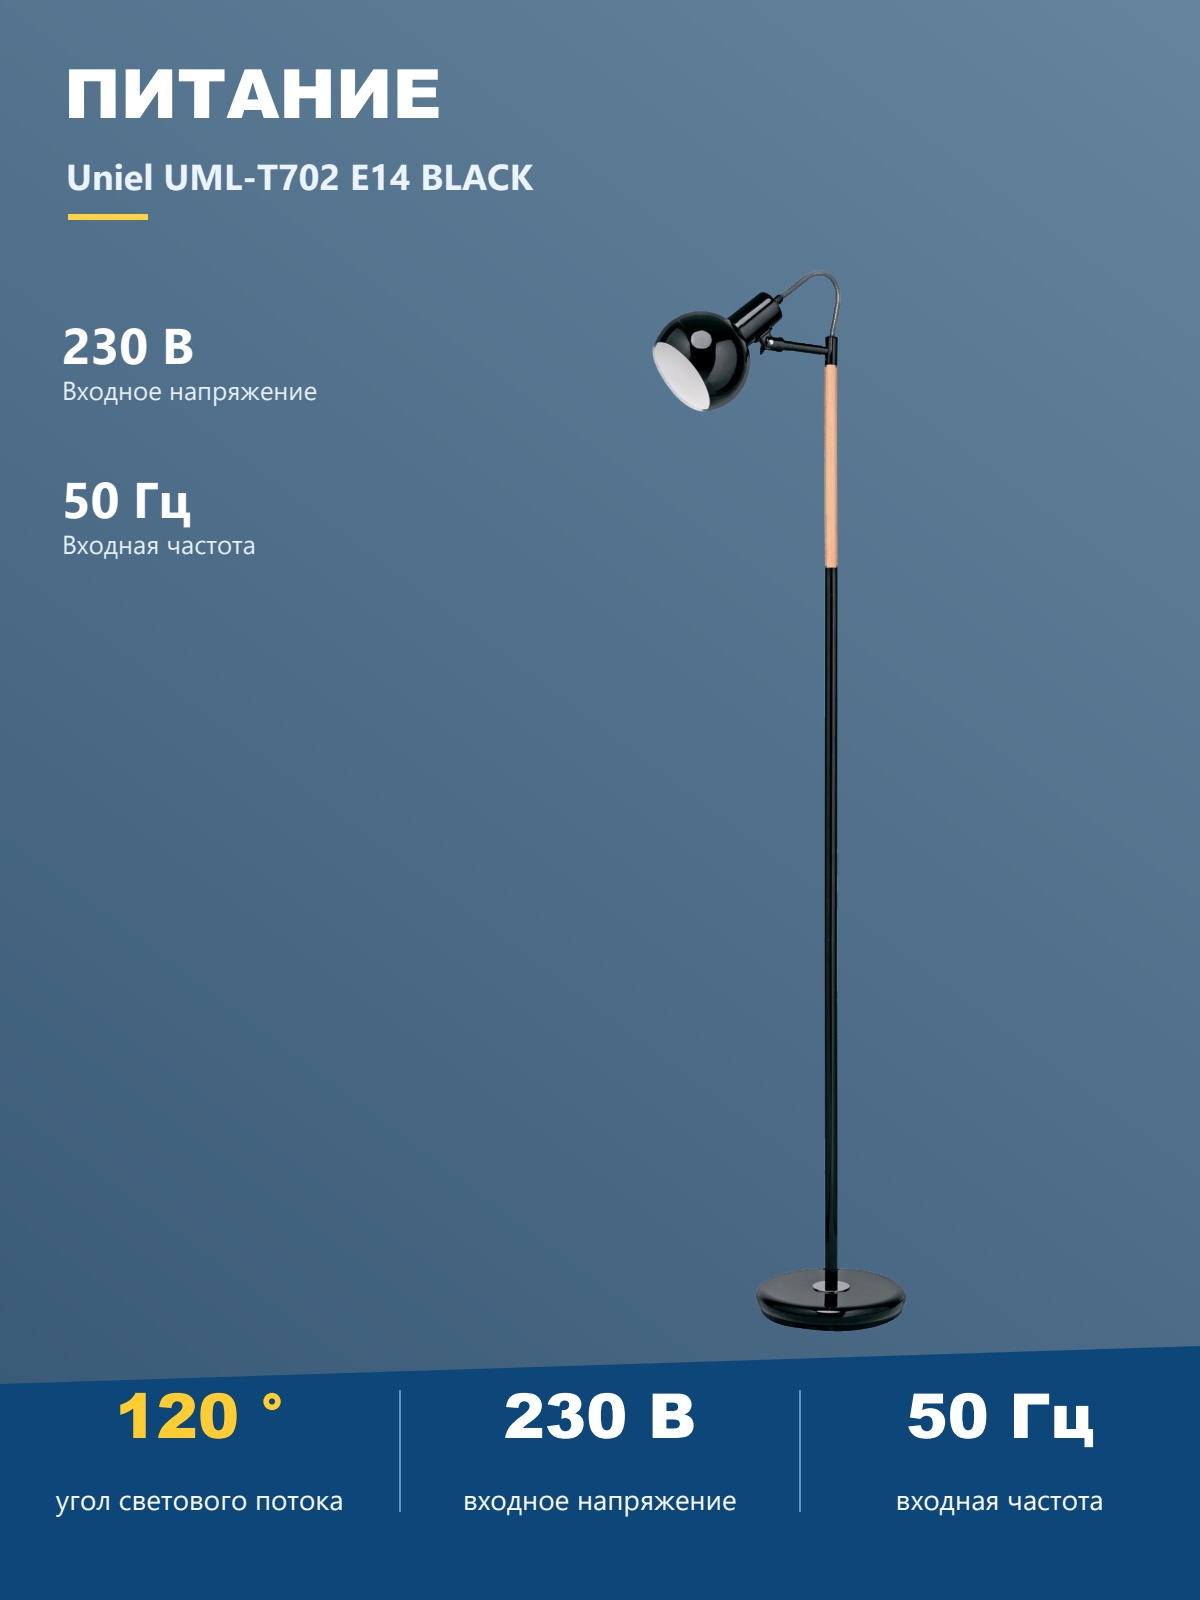 ПИТАНИЕ
Uniel UML-T702 E14 BLACK
230 В
Входное напряжение
50 Гц
Входная частота
120 °
угол светового потока
230 В
входное напряжение
50 Гц
входная частота